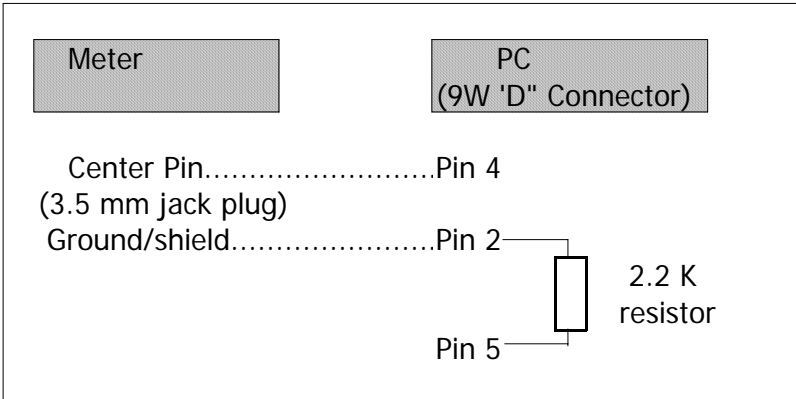 Meter
PC
(9W 'D" Connector)
Center Pin..........................Pin 4
(3.5 mm jack plug)
Ground/shield.......................Pin 2
2.2 K
resistor
Pin 5